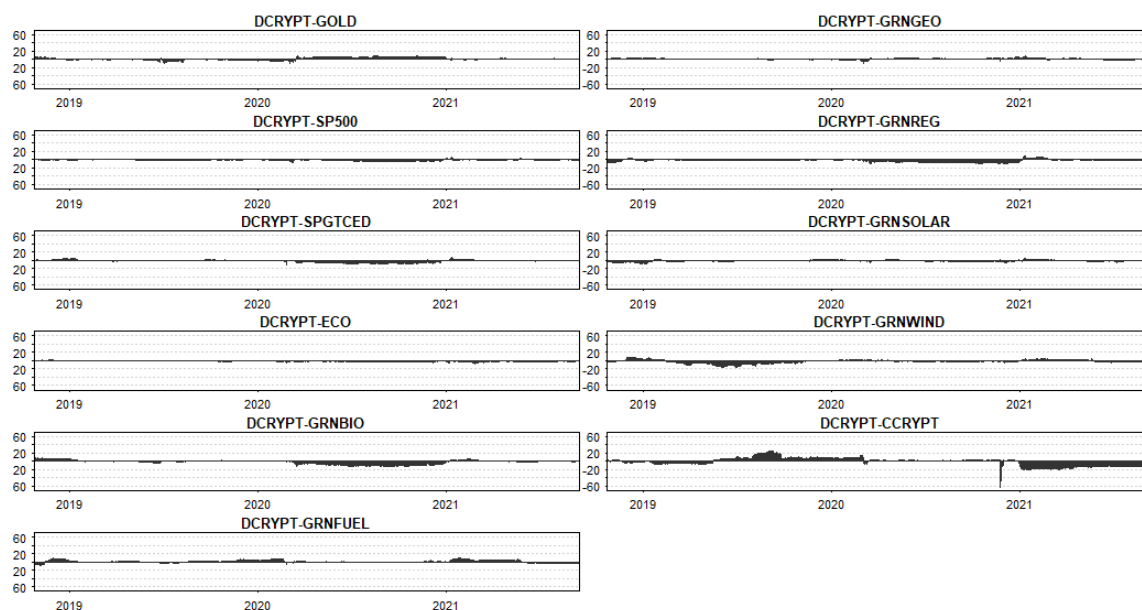 DCRYPT-GOLD
60
20
20
60
2019 2020 2021
DCRYPT-GRNGEO
60
20
-20
-60
2019 2020 2021
DCRYPT-SP500
60
20
20
60
2019 2020 2021
DCRYPT-GRNREG
60
20
-20
-60
2019 2020 2021
DCRYPT-SPGTCED
60
20
20
60
2019 2020 2021
DCRYPT-GRNSOLAR
60
20
-20
-60
2019 2020 2021
DCRYPT-ECO
60
20
20
60
2019 2020 2021
DCRYPT-GRNWIND
60
20
-20
-60
2019 2020 2021
DCRYPT-GRNBIO
60
20
20
60
2019 2020 2021
DCRYPT-CCRYPT
60
20
-20
-60
2019 2020 2021
DCRYPT-GRNFUEL
60
20
20
60
2019 2020 2021